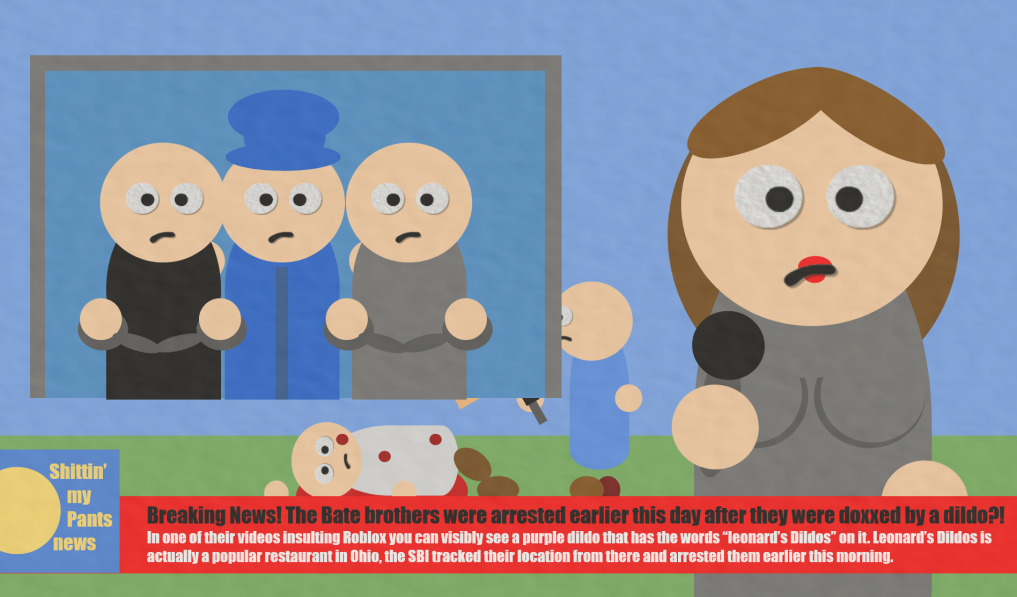 Shittin'
my
Pants
news
Breaking News! The Bate brothers were arrested earlier this day after they were doxxed by a dildo?!
In one of their videos insulting Roblox you can visibly see a purple dildo that has the words "leonard's Dildos" on it. Leonard's Dildos is
actually a popular restaurant in Ohio, the SBI tracked their location from there and arrested them earlier this morning.